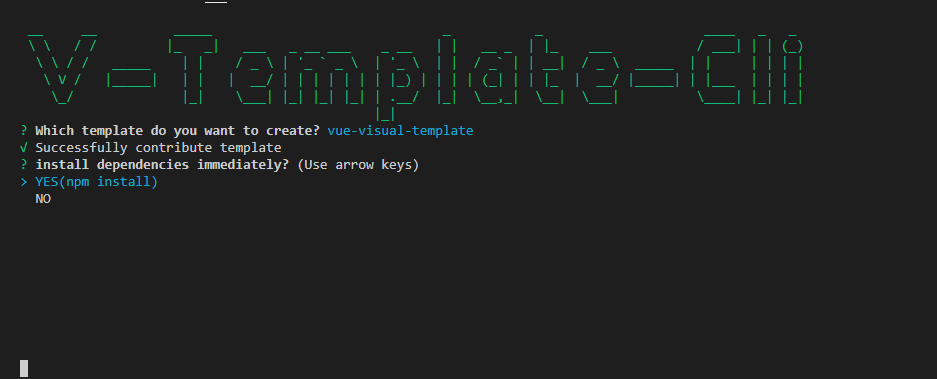 V-Template-Cli
? Which template do you want to create? vue-visual-template
√ Successfully contribute template
? install dependencies immediately? (Use arrow keys)
> YES(npm install)
NO